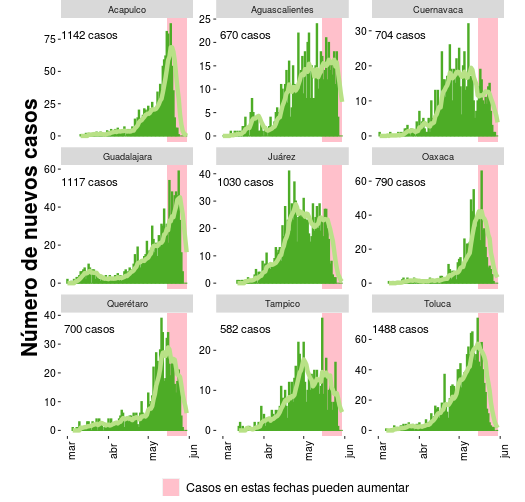 Número de nuevos casos
Acapulco
Aguascalientes
Cuernavaca
1142 casos
670 casos
704 casos
75
50
25
0
25
20
15
10
5
0
30
20
10
0
Guadalajara
Juárez
Oaxaca
1117 casos
1030 casos
790 casos
60
40
20
0
40
30
20
10
0
60
40
20
0
Querétaro
Tampico
Toluca
700 casos
582 casos
1488 casos
40
30
20
10
0
20
10
0
60
40
20
0
mar
abr
may
jun
mar
abr
may
jun
mar
abr
may
jun
Casos en estas fechas pueden aumentar